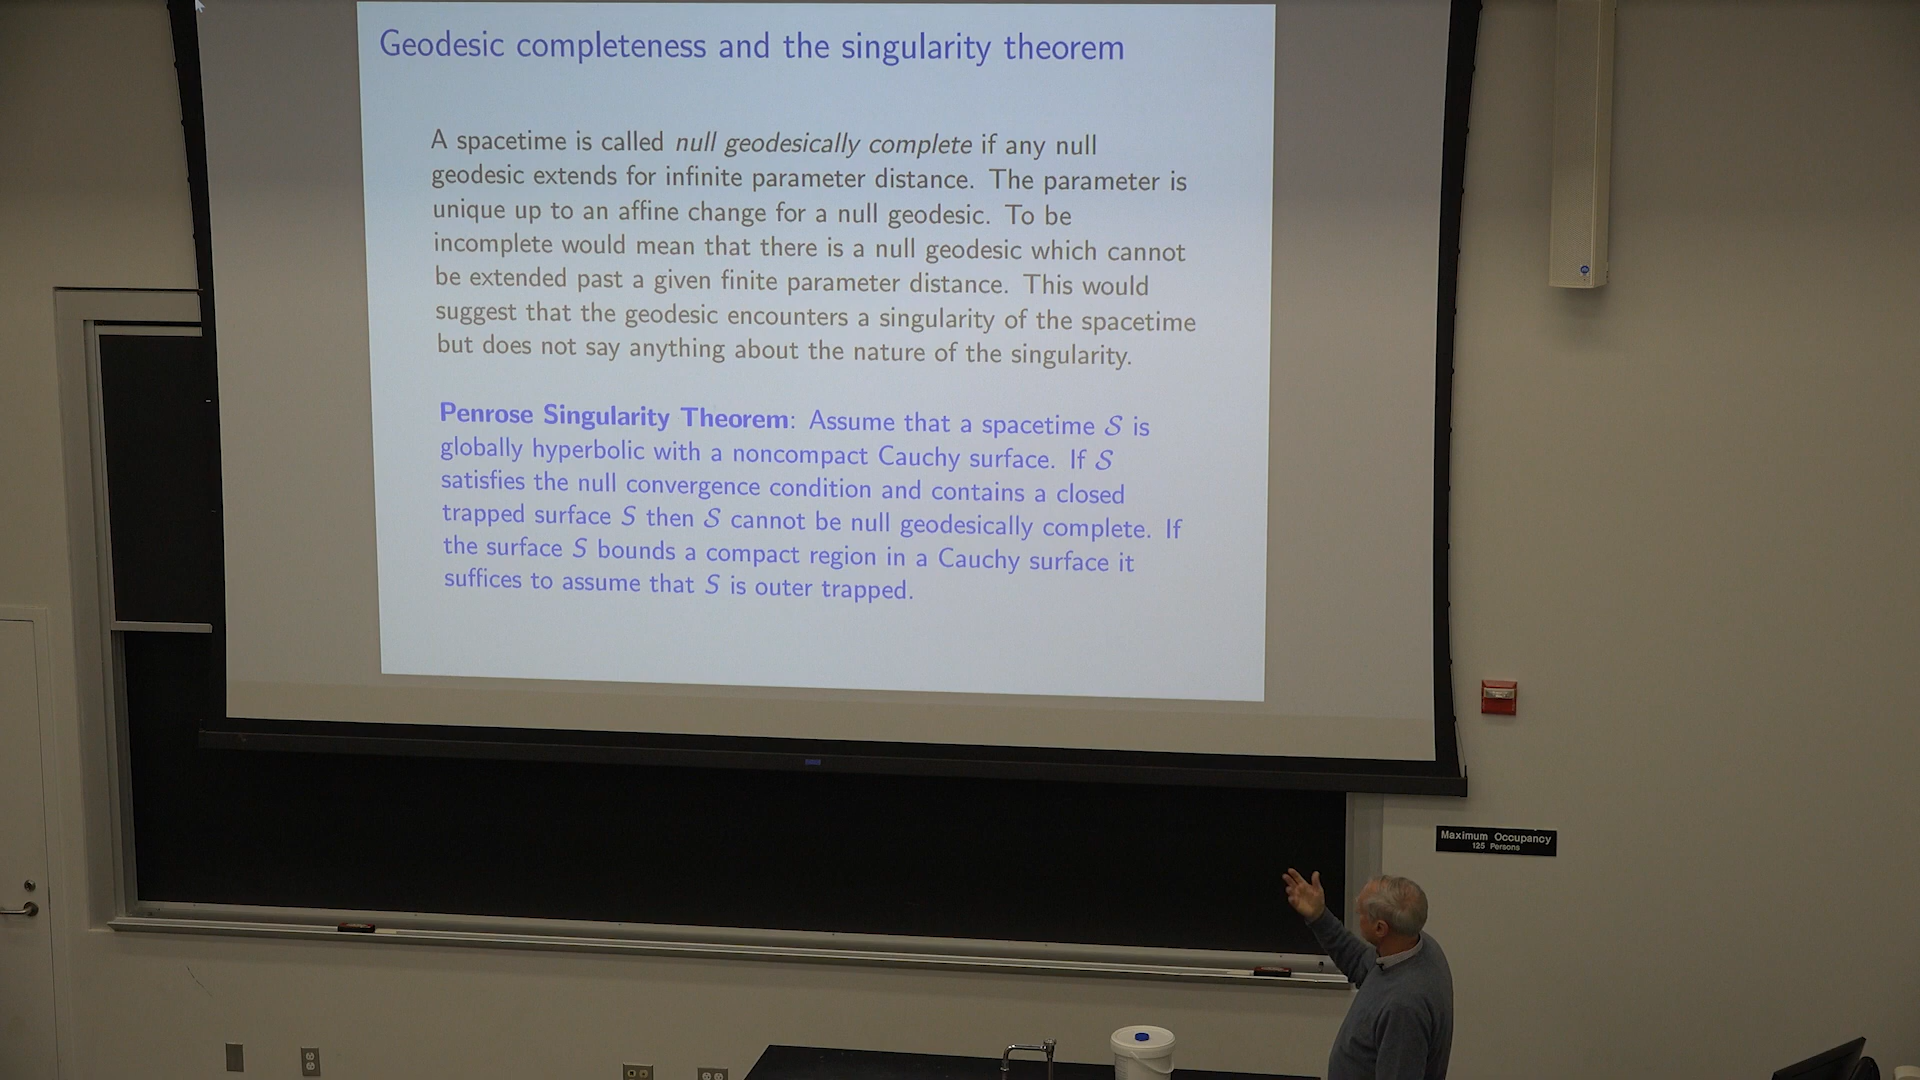 Geodesic completeness and the singularity theorem
A spacetime is called null geodesically complete if any null
geodesic extends for infinite parameter distance. The parameter is
unique up to an affine change for a null geodesic. To be
incomplete would mean that there is a null geodesic which cannot
be extended past a given finite parameter distance. This would
suggest that the geodesic encounters a singularity of the spacetime
but does not say anything about the nature of the singularity.
Penrose Singularity Theorem: Assume that a spacetime 𝒮 is
globally hyperbolic with a noncompact Cauchy surface. If 𝒮
satisfies the null convergence condition and contains a closed
trapped surface S then 𝒮 cannot be null geodesically complete. If
the surface S bounds a compact region in a Cauchy surface it
suffices to assume that S is outer trapped.
Maximum Occupancy
125 Persons